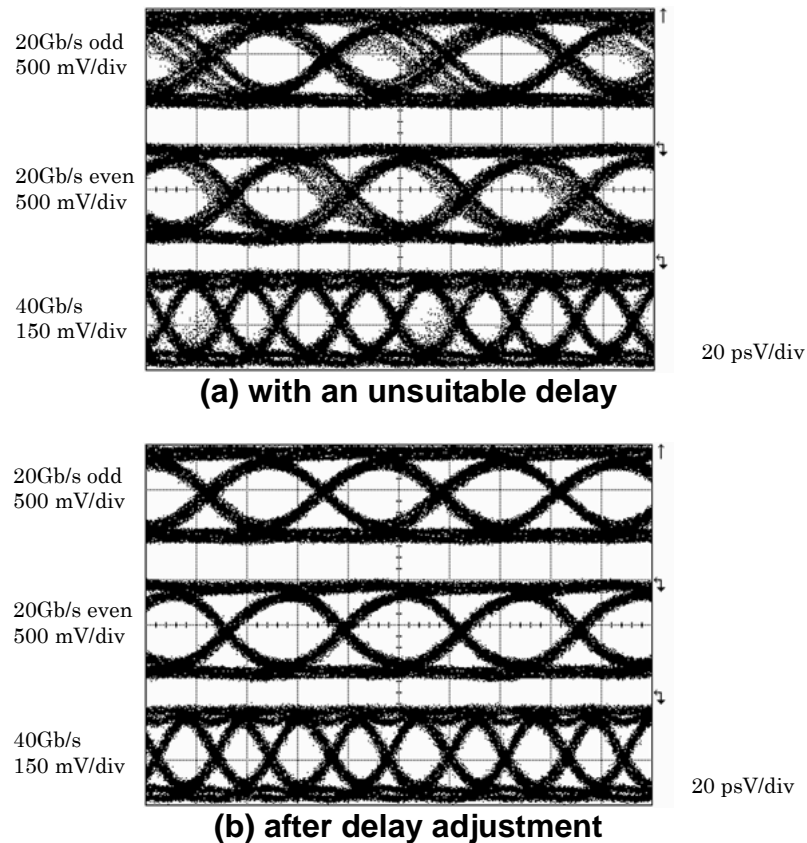 20Gb/s odd
500 mV/div
20Gb/s even
500 mV/div
40Gb/s
150 mV/div
20 psV/div
(a) with an unsuitable delay
20Gb/s odd
500 mV/div
20Gb/s even
500 mV/div
40Gb/s
150 mV/div
20 psV/div
(b) after delay adjustment